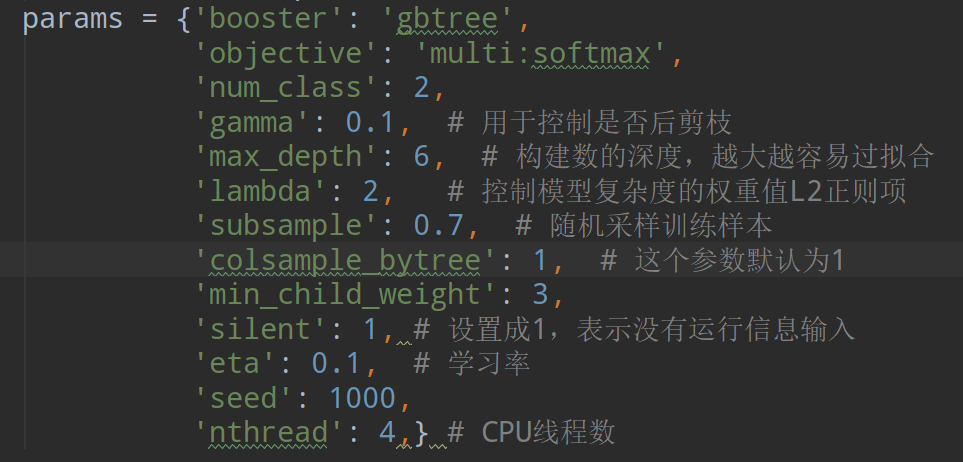 params = {'booster': 'gbtree',
'objective': 'multi:softmax',
'num_class': 2,
'gamma': 0.1,  # 用于控制是否后剪枝
'max_depth': 6,  # 构建数的深度，越大越容易过拟合
'lambda': 2,  # 控制模型复杂度的权重值L2正则项
'subsample': 0.7,  # 随机采样训练样本
'colsample_bytree': 1,  # 这个参数默认为1
'min_child_weight': 3,
'silent': 1, # 设置成1，表示没有运行信息输入
'eta': 0.1,  # 学习率
'seed': 1000,
'nthread': 4,} # CPU线程数